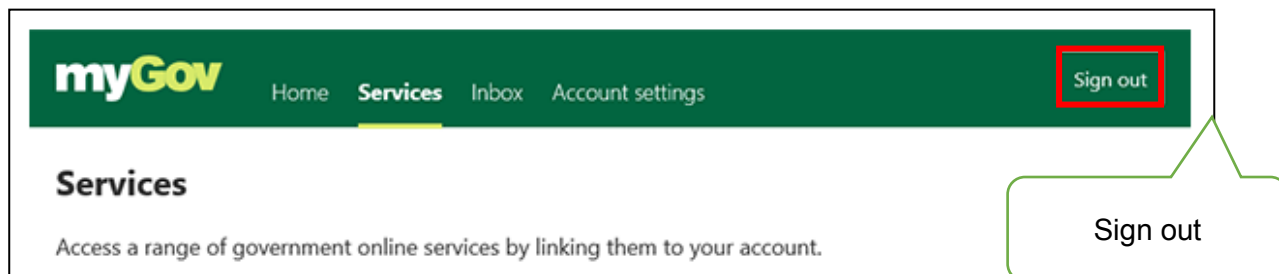 myGov Home Services Inbox Account settings Sign out
Services
Access a range of government online services by linking them to your account.
Sign out